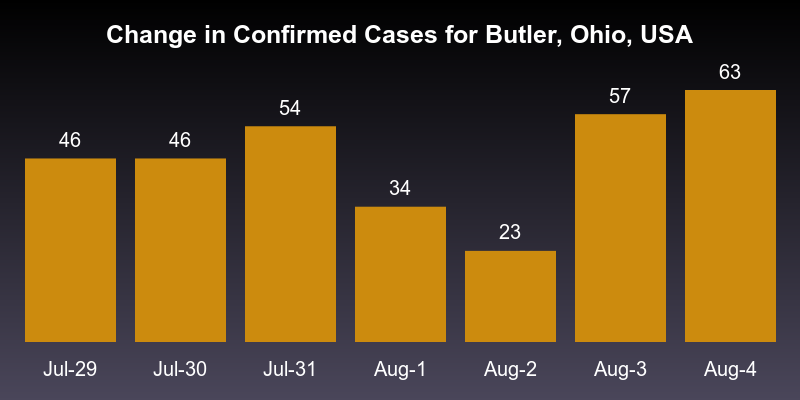 Change in Confirmed Cases for Butler, Ohio, USA
46
46
54
34
23
57
63
Jul-29
Jul-30
Jul-31
Aug-1
Aug-2
Aug-3
Aug-4